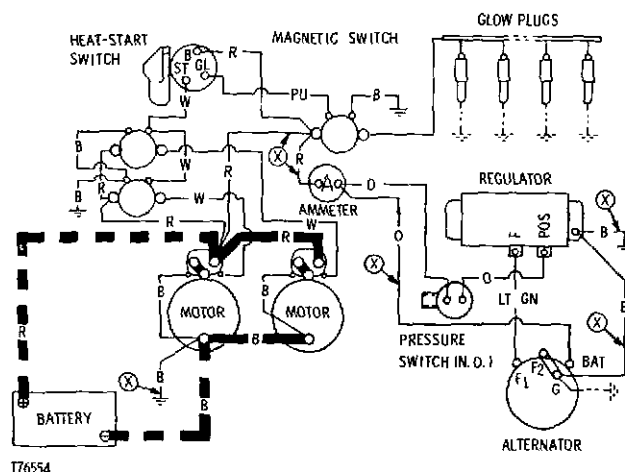 GLOW PLUGS
HEAT-START
SWITCH
MAGNETIC SWITCH
B
R
ST
GL
W
PU
B
B
W
R
X
R
A
O
REGULATOR
X
AMMETER
R
B
W
R
W
R
O
F
POS
B
R
X
O
B
MOTOR
B
MOTOR
LT GN
X
R
B
PRESSURE
SWITCH (N.O.)
F1
F2
BAT
G
X
B
B
BATTERY
ALTERNATOR
T76554